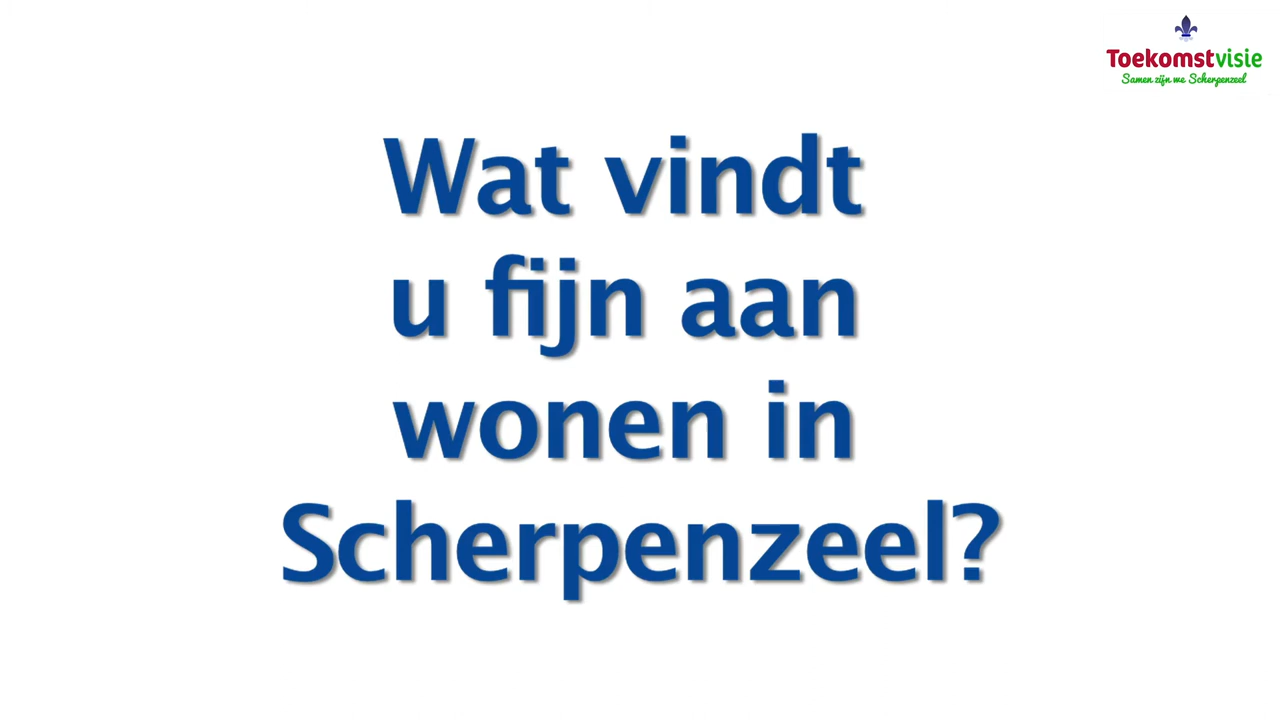 Toekomstvisie
Samen zijn we Scherpenzeel
Wat vindt
u fijn aan
wonen in
Scherpenzeel?